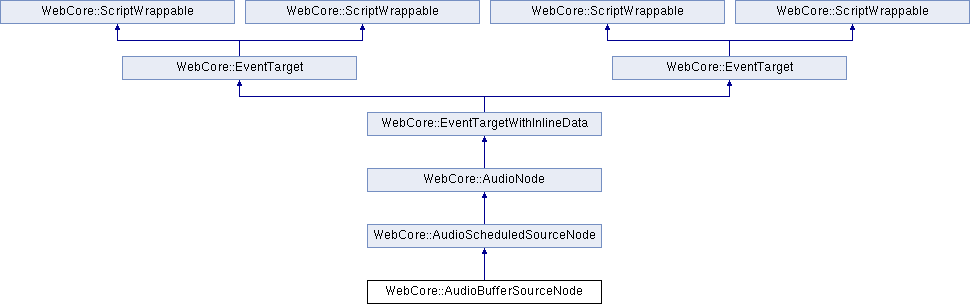 WebCore::ScriptWrappable
WebCore::ScriptWrappable
WebCore::ScriptWrappable
WebCore::ScriptWrappable
WebCore::EventTarget
WebCore::EventTarget
WebCore::EventTargetWithInlineData
WebCore::AudioNode
WebCore::AudioScheduledSourceNode
WebCore::AudioBufferSourceNode